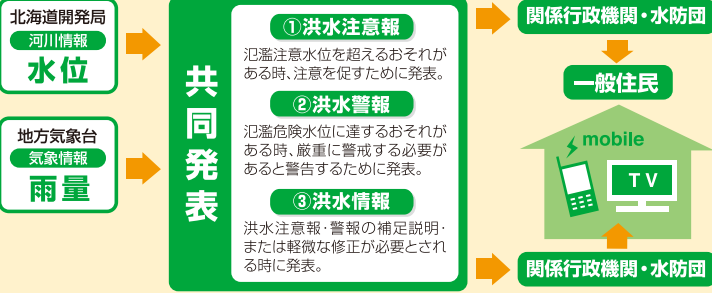 北海道開発局
河川情報
水位
地方気象台
気象情報
雨量
共同発表
①洪水注意報
氾濫注意水位を超えるおそれが
ある時、注意を促すために発表。
②洪水警報
氾濫危険水位に達するおそれが
ある時、厳重に警戒する必要が
あると警告するために発表。
③洪水情報
洪水注意報・警報の補足説明・
または軽微な修正が必要とされ
る時に発表。
関係行政機関・水防団
一般住民
mobile
TV
関係行政機関・水防団